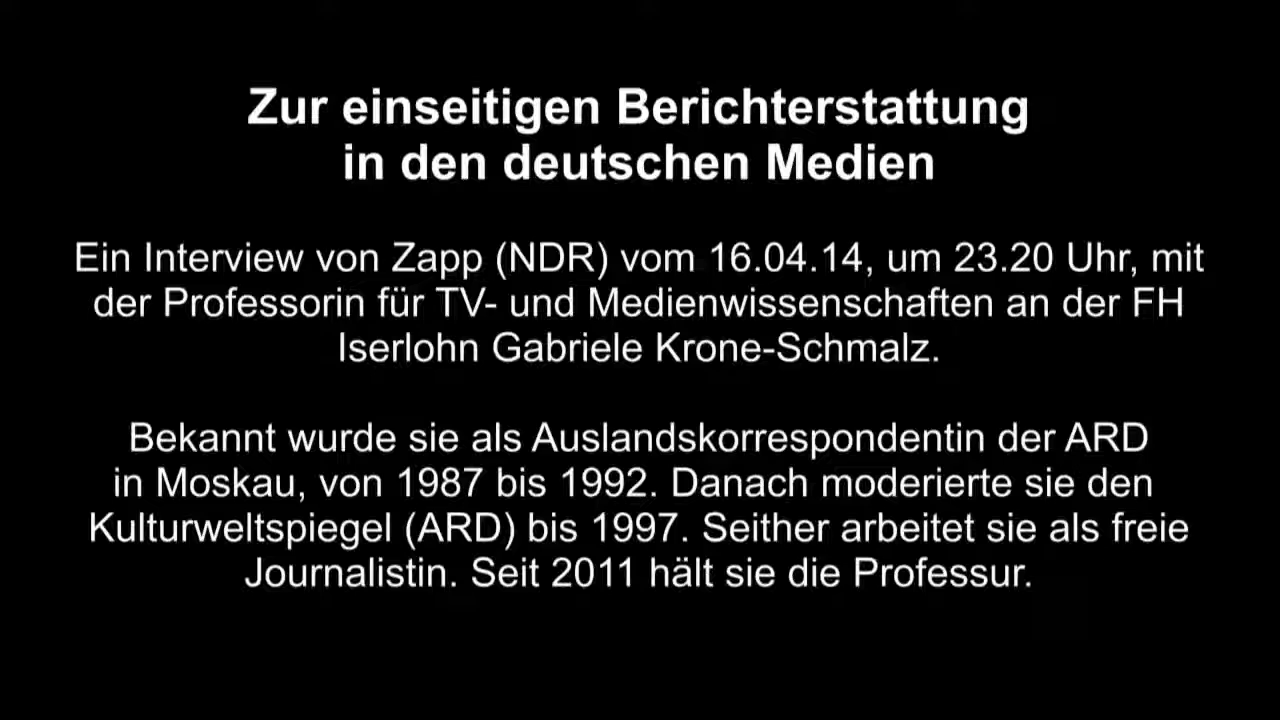 Zur einseitigen Berichterstattung
in den deutschen Medien
Ein Interview von Zapp (NDR) vom 16.04.14, um 23.20 Uhr, mit
der Professorin für TV- und Medienwissenschaften an der FH
Iserlohn Gabriele Krone-Schmalz.
Bekannt wurde sie als Auslandskorrespondentin der ARD
in Moskau, von 1987 bis 1992. Danach moderierte sie den
Kulturweltspiegel (ARD) bis 1997. Seither arbeitet sie als freie
Journalistin. Seit 2011 hält sie die Professur.